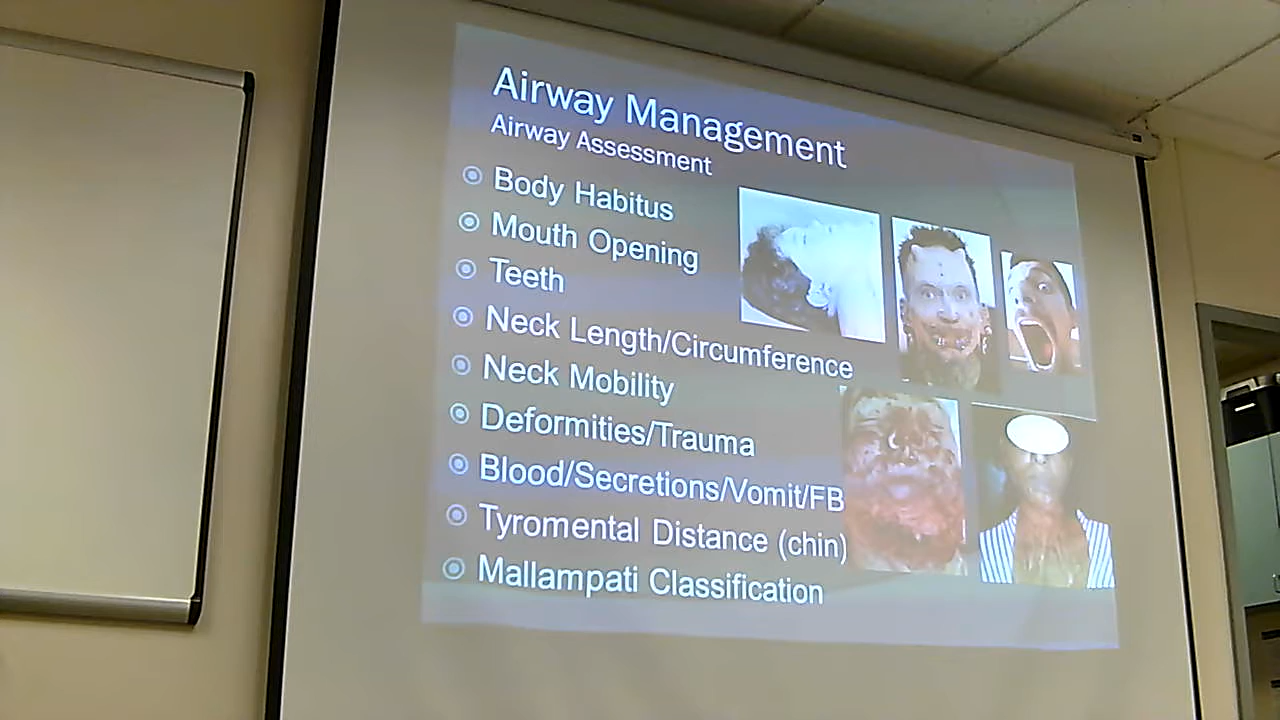 Airway Management
Airway Assessment
Body Habitus
Mouth Opening
Teeth
Neck Length/Circumference
Neck Mobility
Deformities/Trauma
Blood/Secretions/Vomit/FB
Tyromental Distance (chin)
Mallampati Classification